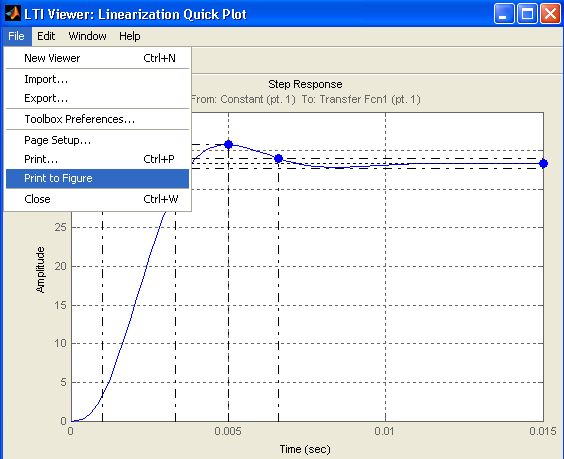 LTI Viewer: Linearization Quick Plot
File Edit Window Help
New Viewer Ctrl+N
Import...
Export...
Toolbox Preferences...
Page Setup...
Print... Ctrl+P
Print to Figure
Close Ctrl+W
Step Response
From: Constant (pt. 1) To: Transfer Fcn1 (pt. 1)
Amplitude
25
20
15
10
5
0
0 0.005 0.01 0.015
Time (sec)